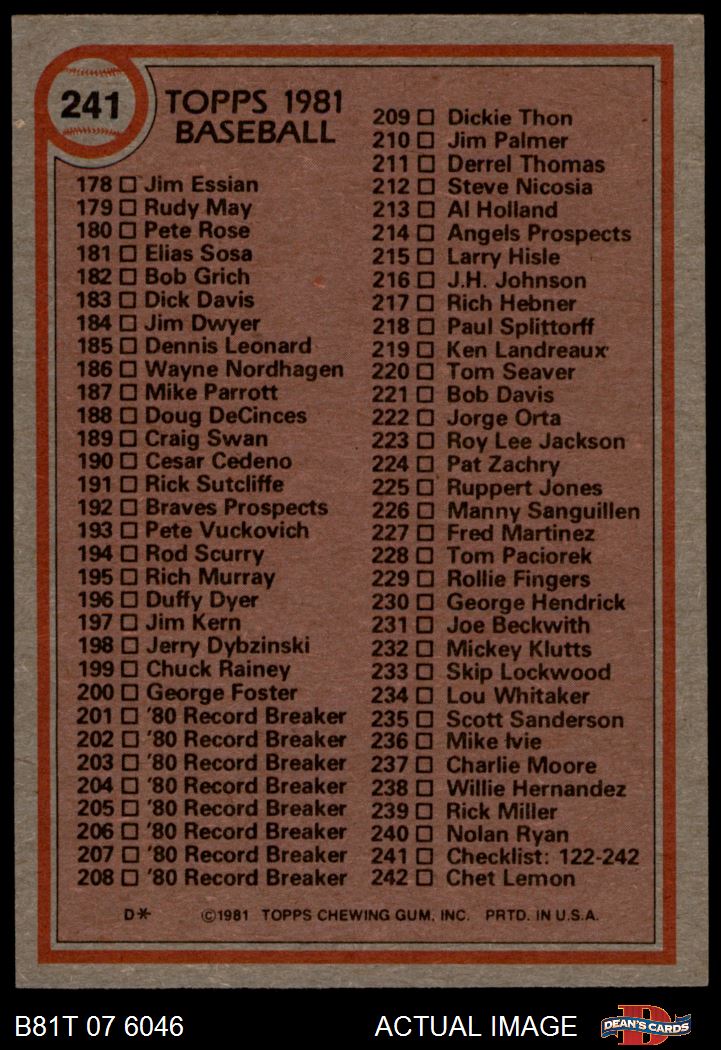 241
TOPPS 1981
BASEBALL
178 □ Jim Essian
179 □ Rudy May
180 □ Pete Rose
181 □ Elias Sosa
182 □ Bob Grich
183 □ Dick Davis
184 □ Jim Dwyer
185 □ Dennis Leonard
186 □ Wayne Nordhagen
187 □ Mike Parrott
188 □ Doug DeCinces
189 □ Craig Swan
190 □ Cesar Cedeno
191 □ Rick Sutcliffe
192 □ Braves Prospects
193 □ Pete Vuckovich
194 □ Rod Scurry
195 □ Rich Murray
196 □ Duffy Dyer
197 □ Jim Kern
198 □ Jerry Dybzinski
199 □ Chuck Rainey
200 □ George Foster
201 □ '80 Record Breaker
202 □ '80 Record Breaker
203 □ '80 Record Breaker
204 □ '80 Record Breaker
205 □ '80 Record Breaker
206 □ '80 Record Breaker
207 □ '80 Record Breaker
208 □ '80 Record Breaker
209 □ Dickie Thon
210 □ Jim Palmer
211 □ Derrel Thomas
212 □ Steve Nicosia
213 □ Al Holland
214 □ Angels Prospects
215 □ Larry Hisle
216 □ J.H. Johnson
217 □ Rich Hebner
218 □ Paul Splittorff
219 □ Ken Landreaux
220 □ Tom Seaver
221 □ Bob Davis
222 □ Jorge Orta
223 □ Roy Lee Jackson
224 □ Pat Zachry
225 □ Ruppert Jones
226 □ Manny Sanguillen
227 □ Fred Martinez
228 □ Tom Paciorek
229 □ Rollie Fingers
230 □ George Hendrick
231 □ Joe Beckwith
232 □ Mickey Klutts
233 □ Skip Lockwood
234 □ Lou Whitaker
235 □ Scott Sanderson
236 □ Mike Ivie
237 □ Charlie Moore
238 □ Willie Hernandez
239 □ Rick Miller
240 □ Nolan Ryan
241 □ Checklist: 122-242
242 □ Chet Lemon
D* ©1981 TOPPS CHEWING GUM, INC. PRTD. IN U.S.A.
B81T 07 6046 ACTUAL IMAGE D DEAN'S CARDS